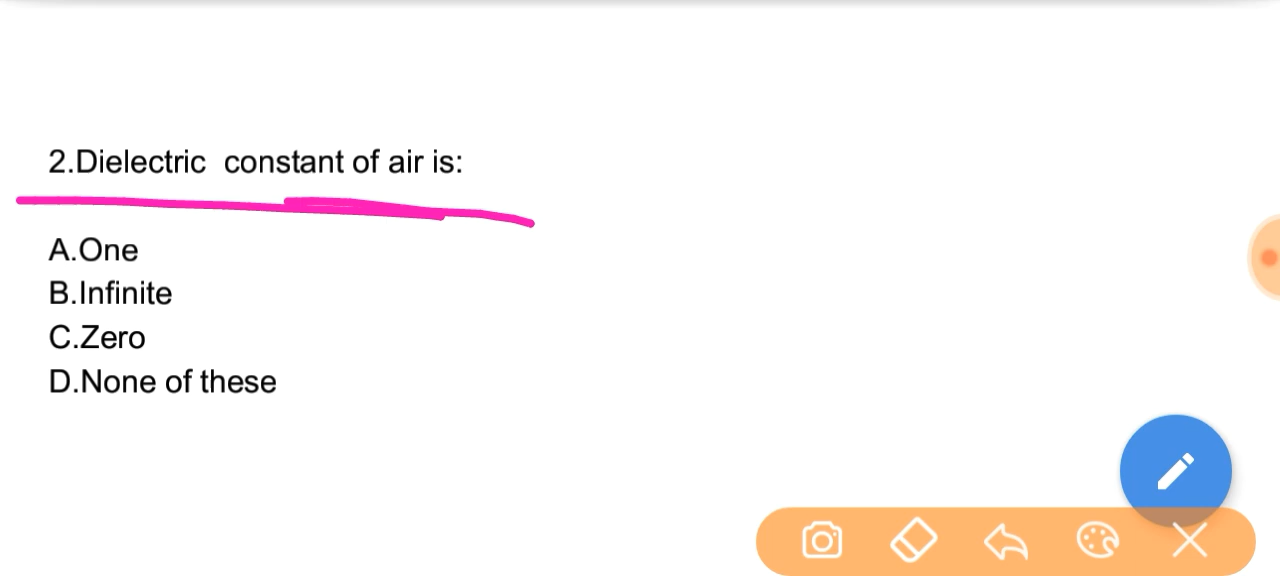 2.Dielectric  constant of air is:
A.One
B.Infinite
C.Zero
D.None of these